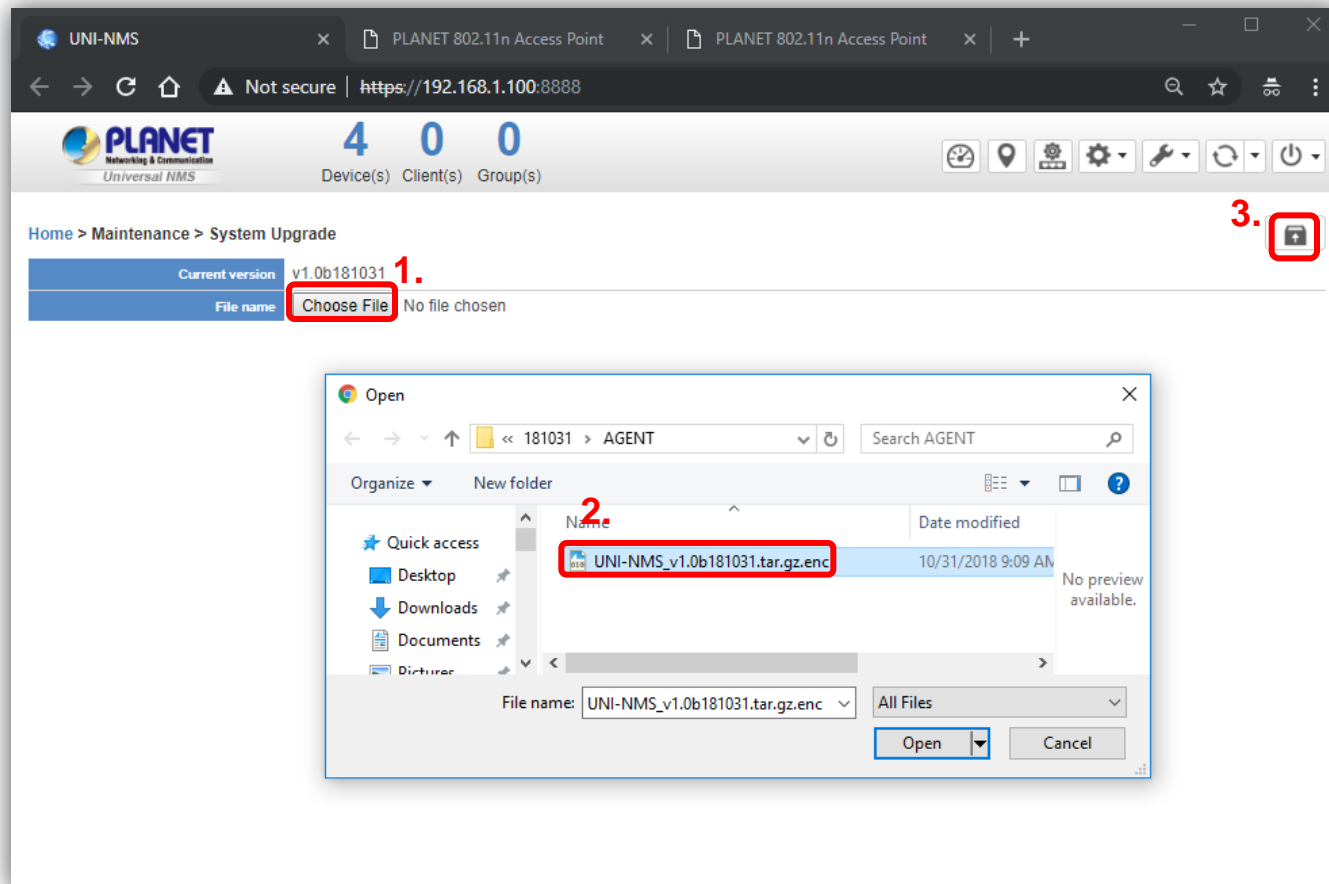 UNI-NMS
PLANET 802.11n Access Point
PLANET 802.11n Access Point
Not secure | https://192.168.1.100:8888
PLANET
Networking & Communication
Universal NMS
4 0 0
Device(s) Client(s) Group(s)
3.
Home > Maintenance > System Upgrade
Current version v1.0b181031
1.
File name Choose File No file chosen
Open
« 181031 > AGENT Search AGENT
Organize New folder
2.
Name Date modified
Quick access
UNI-NMS_v1.0b181031.tar.gz.enc 10/31/2018 9:09 AM
Desktop
No preview
available.
Downloads
Documents
Pictures
File name: UNI-NMS_v1.0b181031.tar.gz.enc All Files
Open Cancel